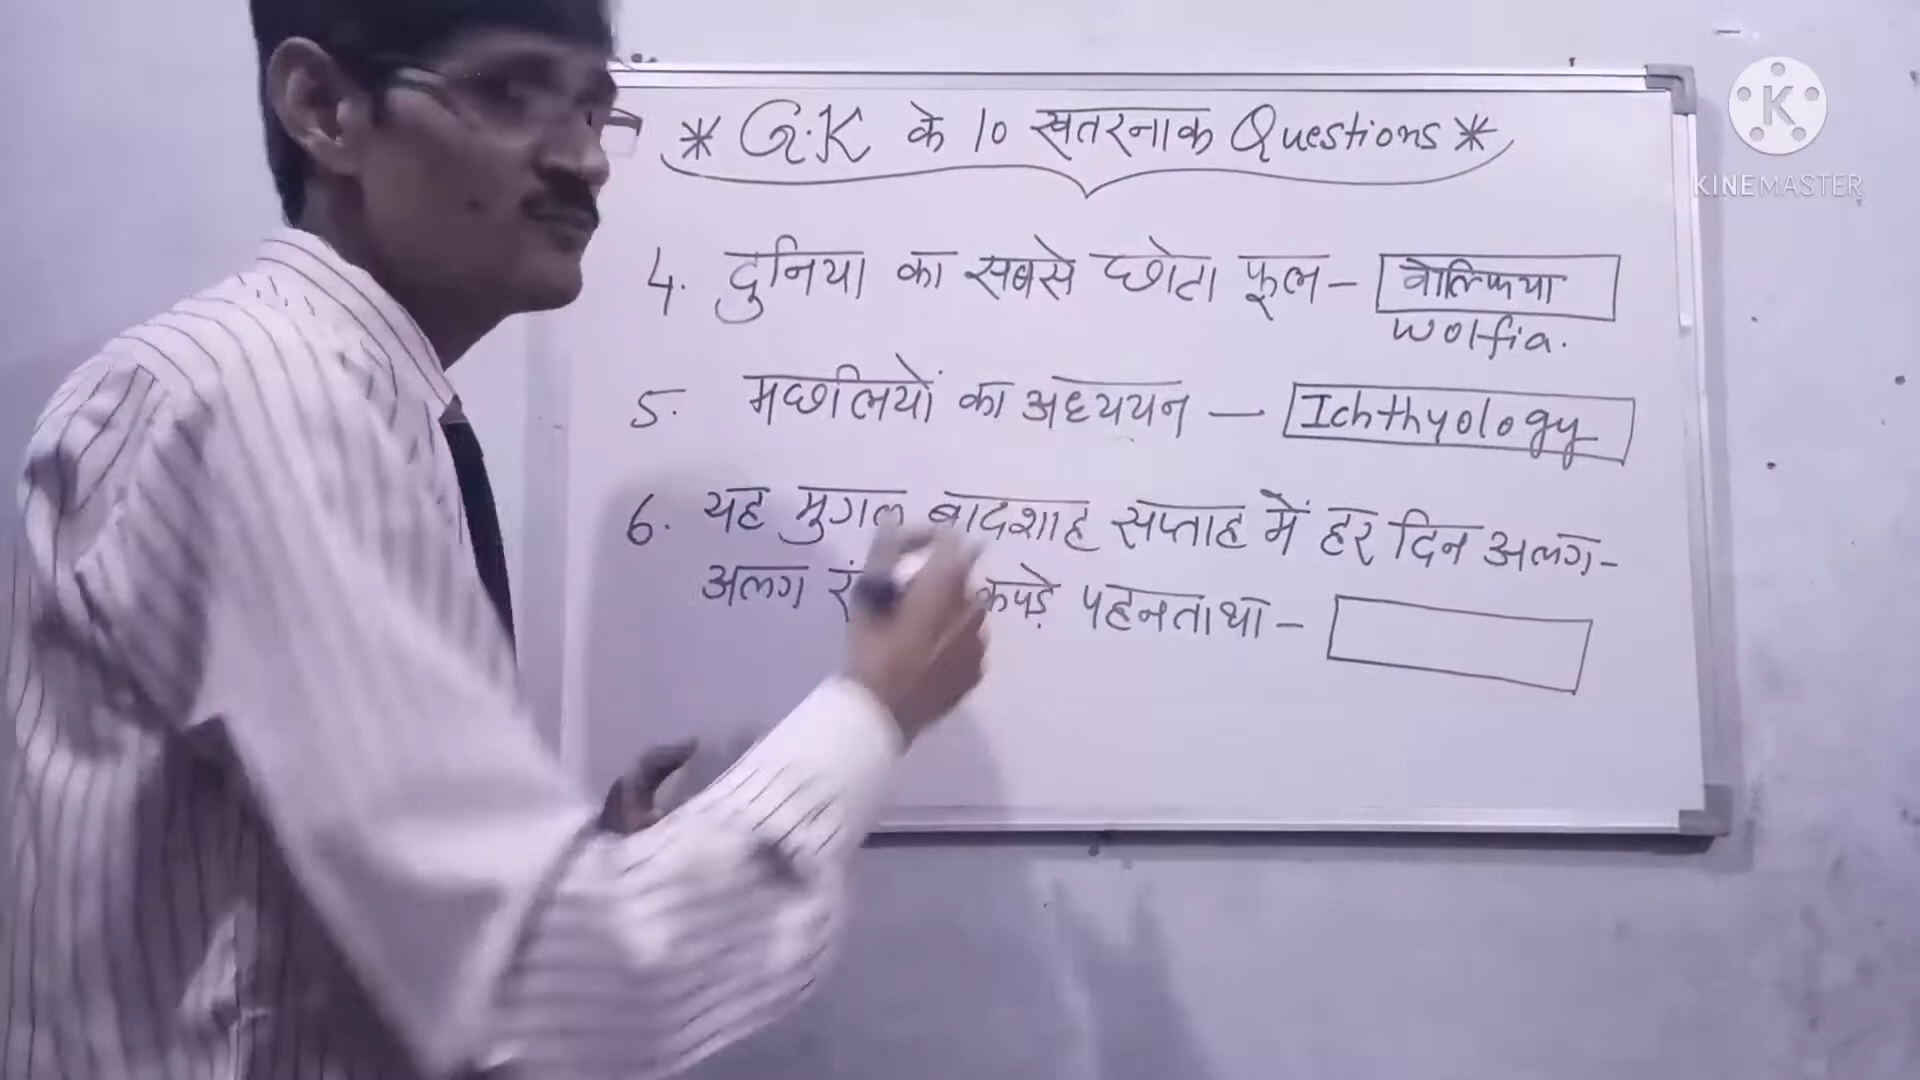 * G.K के 10 खतरनाक Questions *
4. दुनिया का सबसे छोटा फूल - वोल्फिया
Wolfia.
5. मछलियों का अध्ययन - Ichthyology
6. यह मुगल बादशाह सप्ताह में हर दिन अलग-
अलग कपड़े पहनता था -
K
KINEMASTER